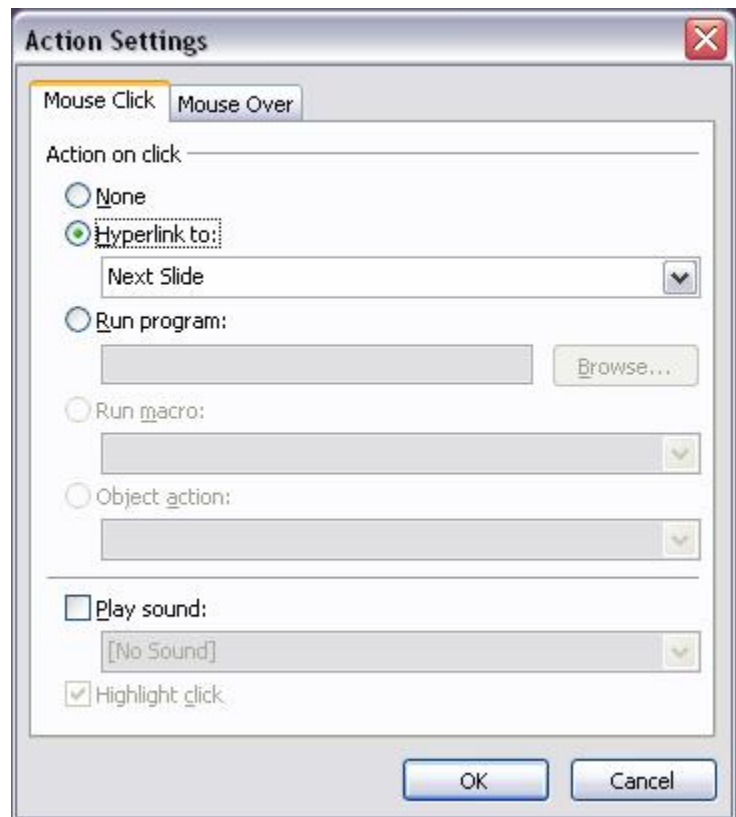 Action Settings
Mouse Click Mouse Over
Action on click
None
Hyperlink to:
Next Slide
Run program:
Browse...
Run macro:
Object action:
Play sound:
[No Sound]
Highlight click
OK Cancel